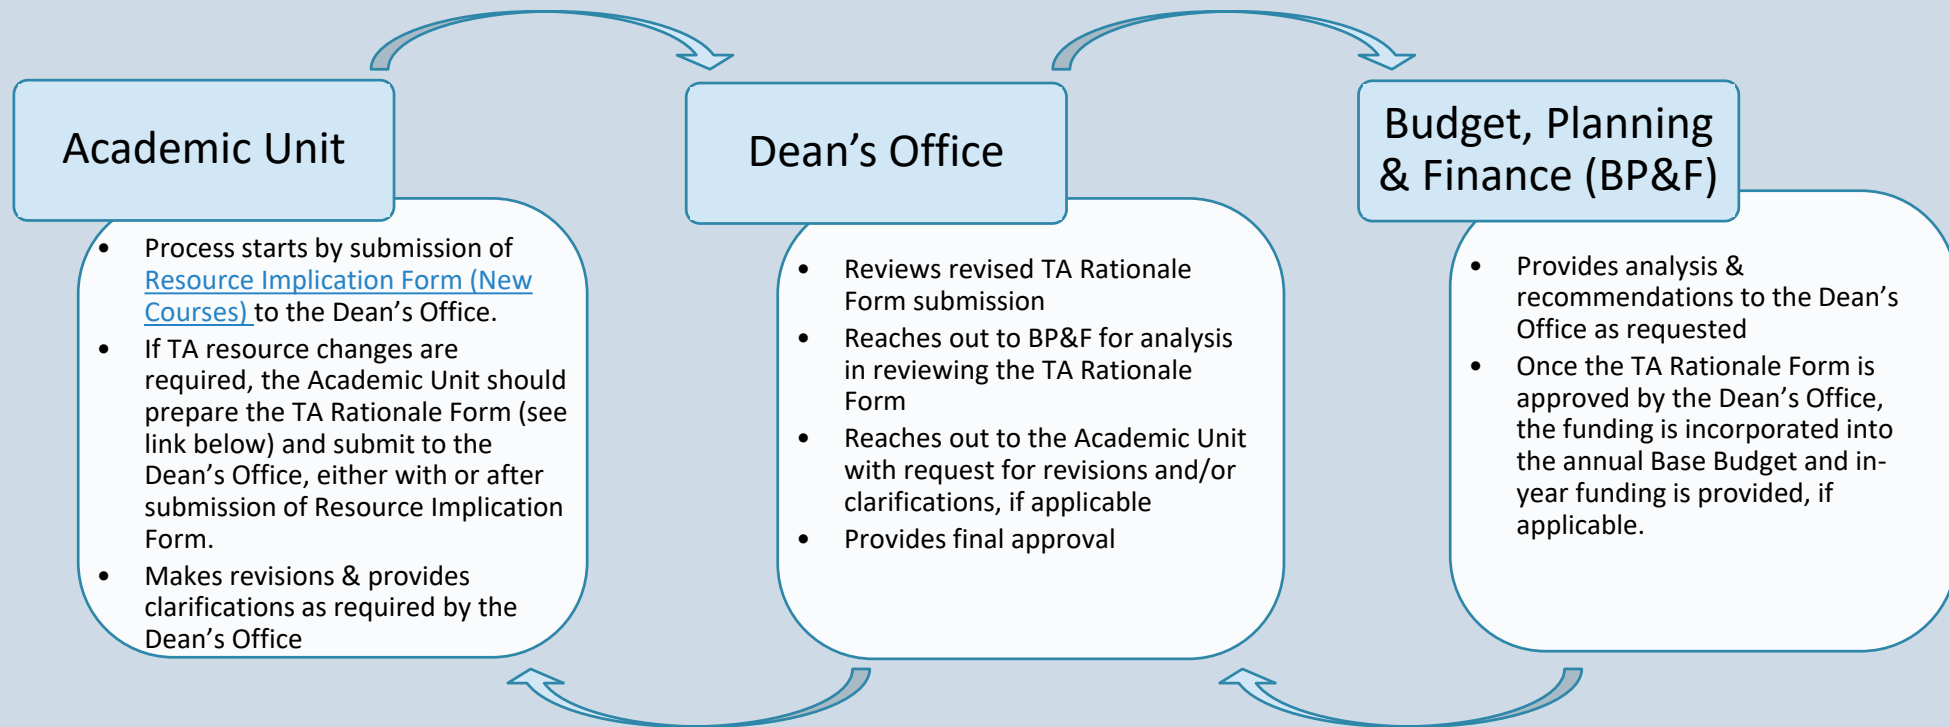 Academic Unit
• Process starts by submission of
Resource Implication Form (New
Courses) to the Dean’s Office.
• If TA resource changes are
required, the Academic Unit should
prepare the TA Rationale Form (see
link below) and submit to the
Dean’s Office, either with or after
submission of Resource Implication
Form.
• Makes revisions & provides
clarifications as required by the
Dean’s Office
Dean’s Office
• Reviews revised TA Rationale
Form submission
• Reaches out to BP&F for analysis
in reviewing the TA Rationale
Form
• Reaches out to the Academic Unit
with request for revisions and/or
clarifications, if applicable
• Provides final approval
Budget, Planning
& Finance (BP&F)
• Provides analysis &
recommendations to the Dean’s
Office as requested
• Once the TA Rationale Form is
approved by the Dean’s Office,
the funding is incorporated into
the annual Base Budget and in-
year funding is provided, if
applicable.